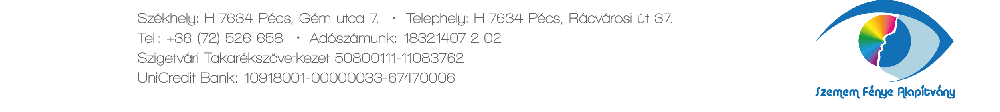 Székhely: H-7634 Pécs, Gém utca 7. • Telephely: H-7634 Pécs, Rácvárosi út 37.
Tel.: +36 (72) 526-658 • Adószámunk: 18321407-2-02
Szigetvári Takarékszövetkezet 50800111-11083762
UniCredit Bank: 10918001-00000033-67470006
Szemem Fénye Alapítvány